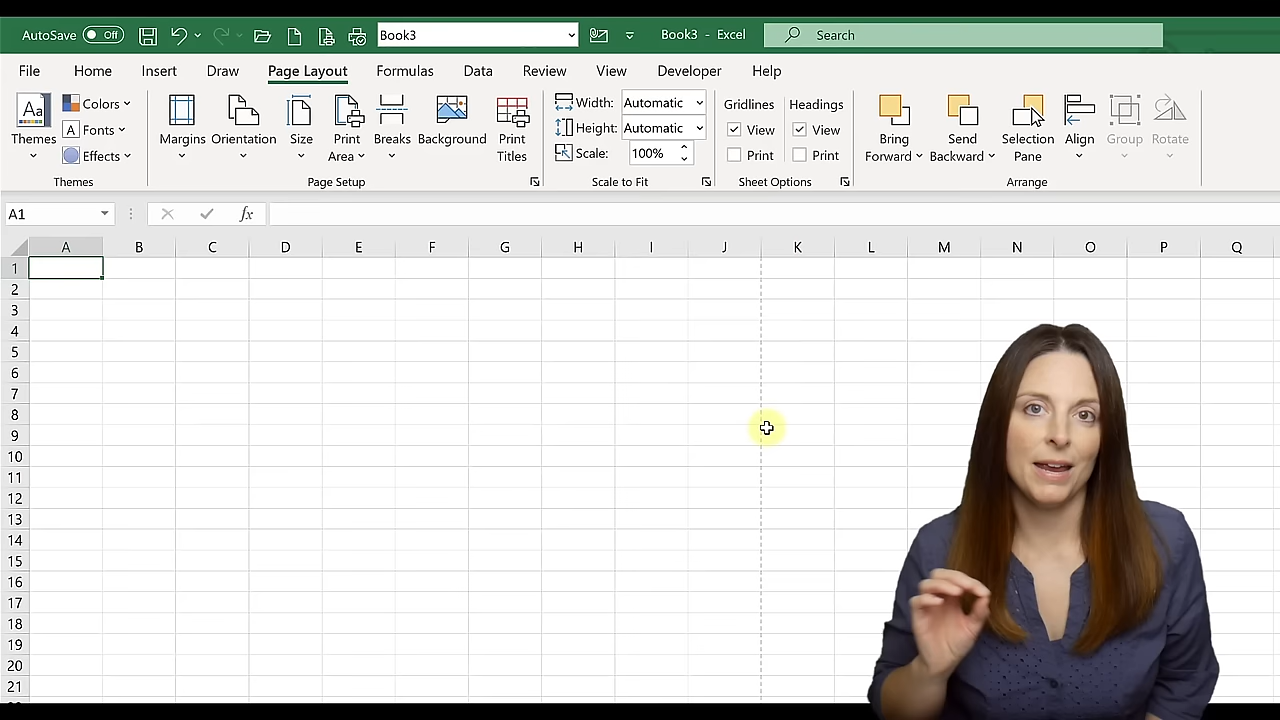 AutoSave Off Book3 Book3 - Excel Search
File Home Insert Draw Page Layout Formulas Data Review View Developer Help
Aa Themes
Colors
A Fonts
Effects
Themes
Margins Orientation Size Print Area Breaks Background Print Titles
Page Setup
Width: Automatic
Height: Automatic
Scale: 100%
Scale to Fit
Gridlines Headings
View View
Print Print
Sheet Options
Bring Forward Send Backward Selection Pane Align Group Rotate
Arrange
A1 fx
A B C D E F G H I J K L M N O P Q
1
2
3
4
5
6
7
8
9
10
11
12
13
14
15
16
17
18
19
20
21